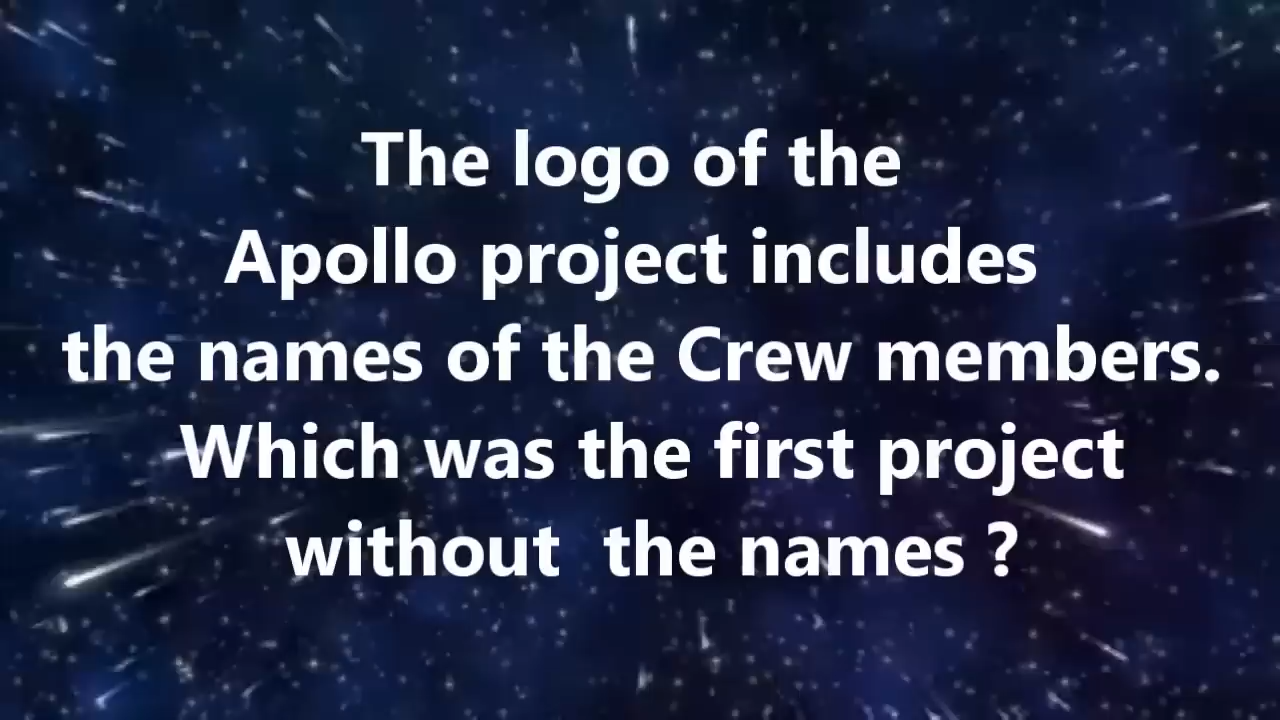 The logo of the
Apollo project includes
the names of the Crew members.
Which was the first project
without the names ?